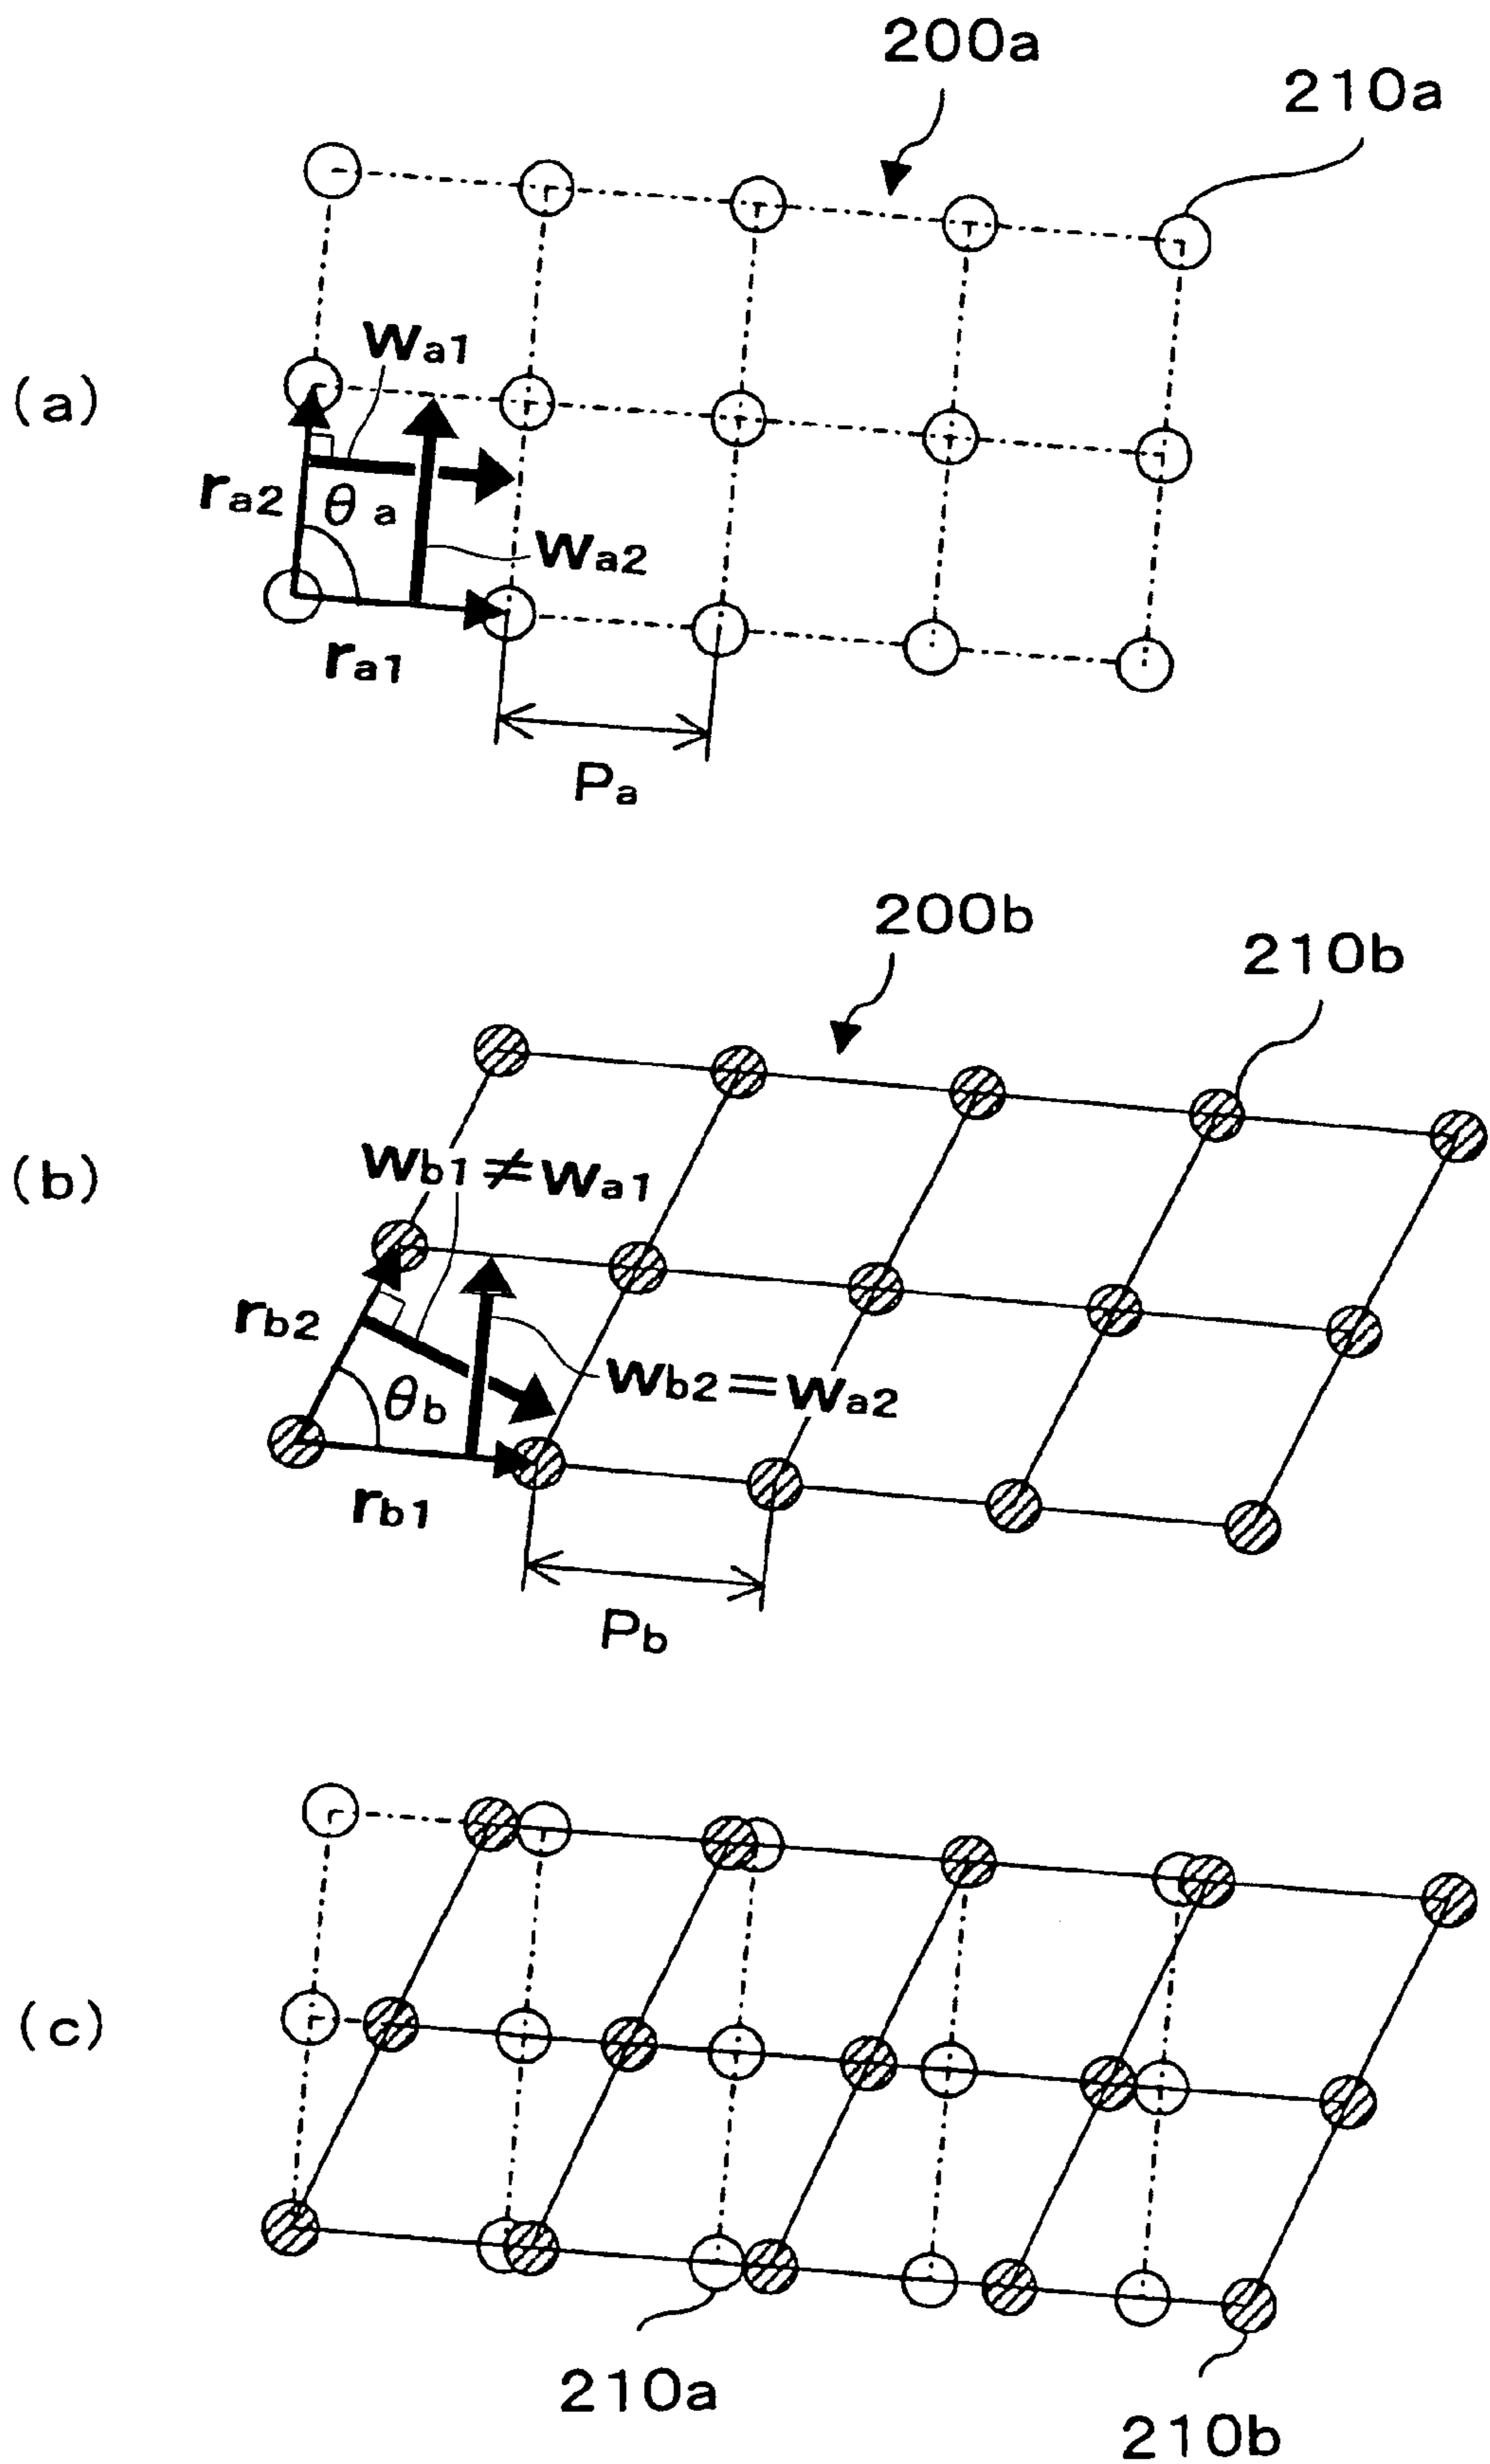 200a
210a
(a)
Wa1
ra2
θa
Wa2
ra1
Pa
200b
210b
(b)
Wb1≠Wa1
rb2
θb
Wb2=Wa2
rb1
Pb
(c)
210a
210b